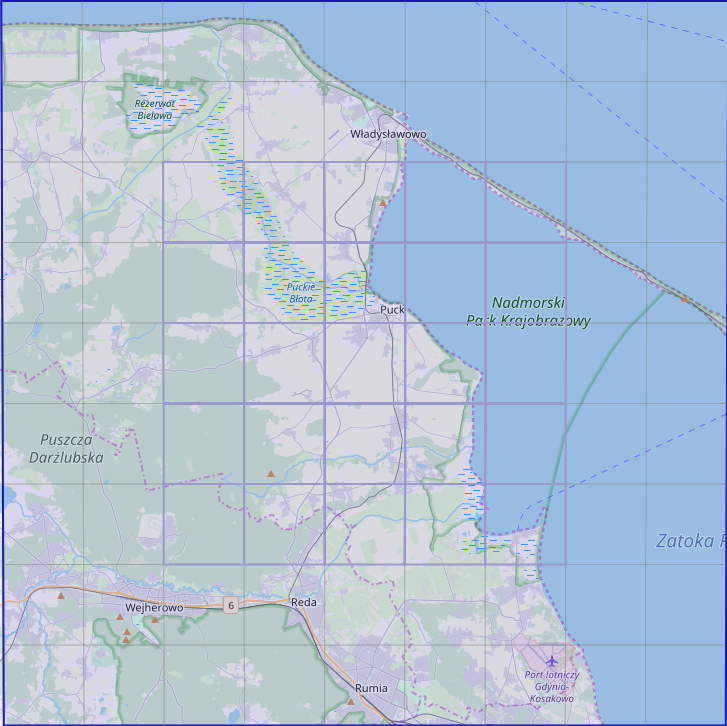 Rezerwat
Bielawa
Władysławowo
Puckie
Błota
Nadmorski
Park Krajobrazowy
Puck
Puszcza
Darżlubska
Zatoka
6
Wejherowo
Reda
Port lotniczy
Gdynia-
Kosakowo
Rumia